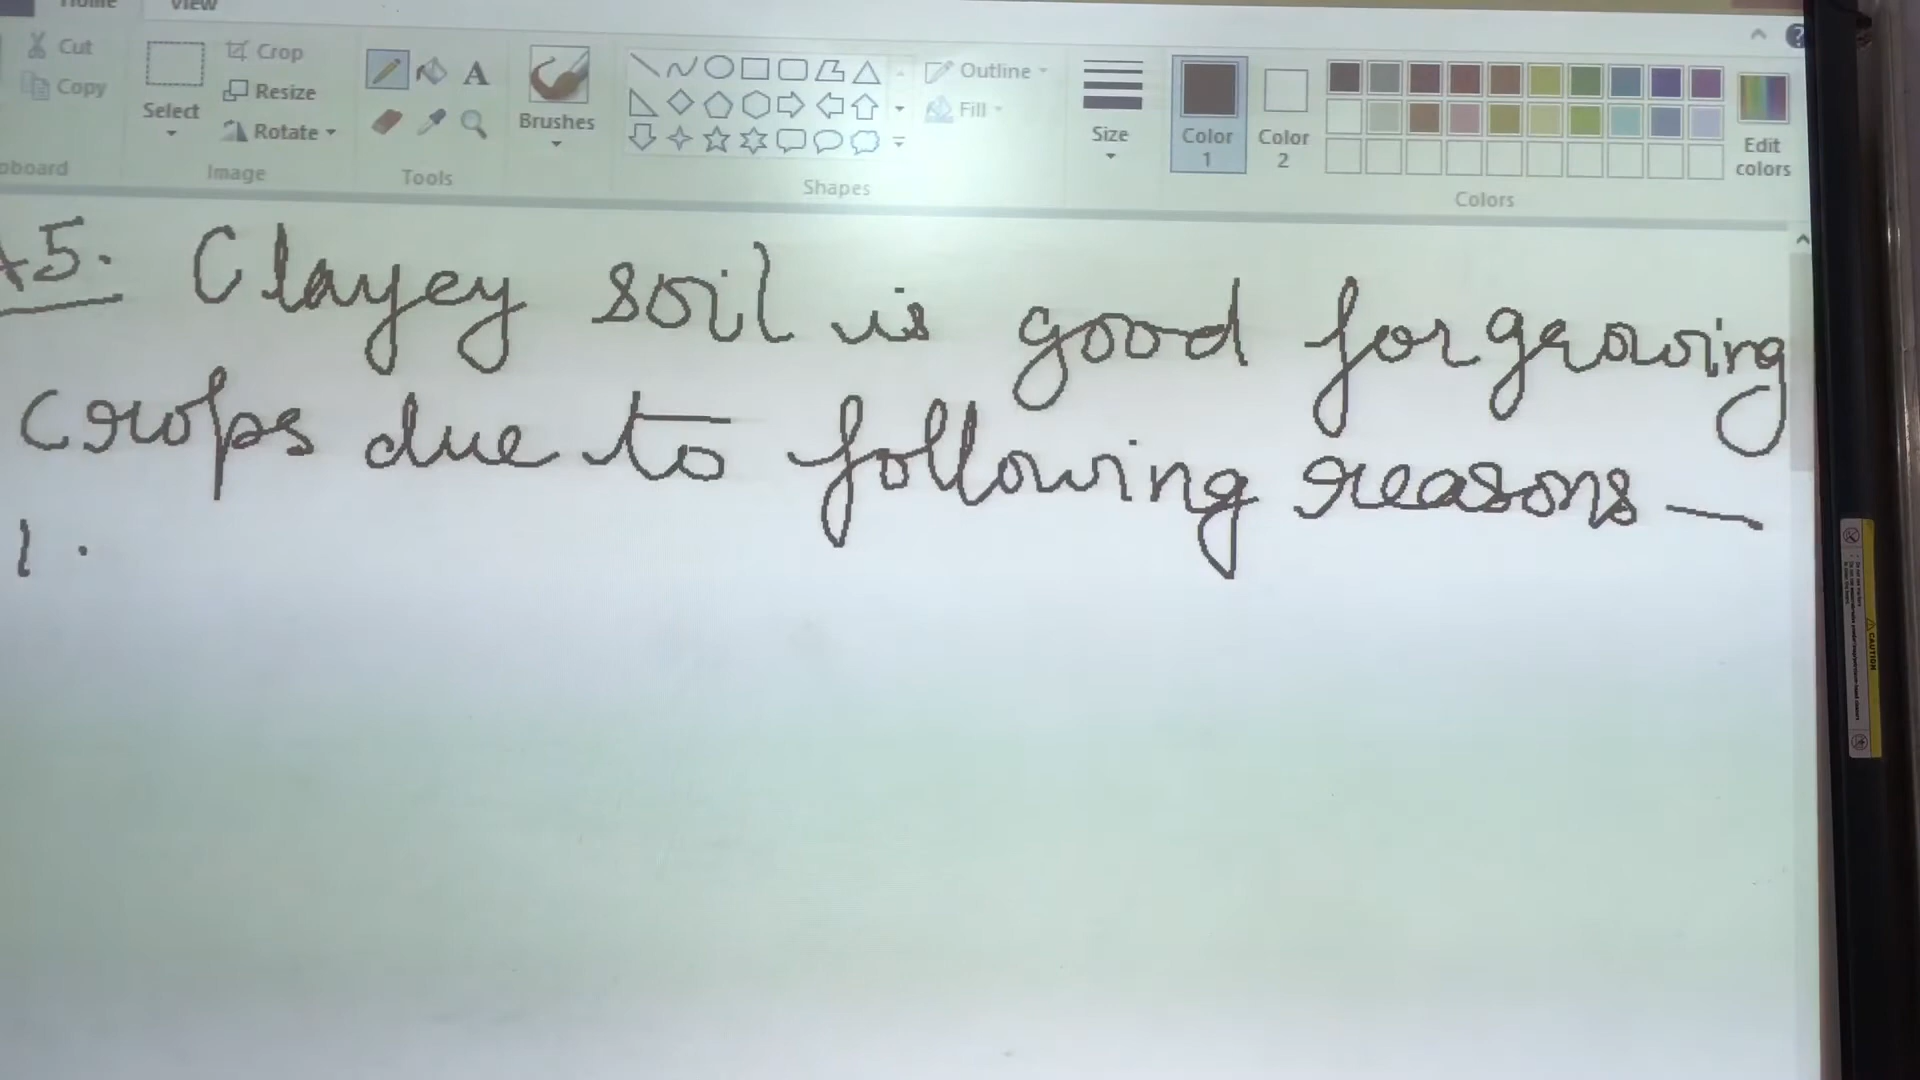 Home View
Cut
Copy
Select
Crop
Resize
Rotate
Image
A
Tools
Brushes
Outline
Fill
Shapes
Size
Color 1
Color 2
Edit colors
Colors
5. Clayey soil is good for growing
crops due to following reasons —
1.
CAUTION